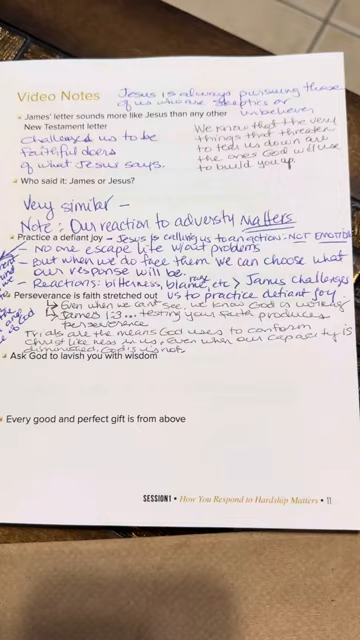 Video Notes
Jesus is always pursuing those
of us who are skeptics or
unbelievers
James' letter sounds more like Jesus than any other
New Testament letter
challenged us to be
faithful doers
of what Jesus says.
We know that the very
things that threaten
to tear us down are
the ones God will use
to build you up.
Who said it: James or Jesus?
Very similar -
Note: Our reaction to adversity matters
Practice a defiant joy - Jesus is calling us to an action - NOT EMOTION
No one escape life w/out problems
- But when we do face them we can choose what
our response will be.
- Reactions: bitterness, blame, rage etc > James challenges
us to practice defiant joy.
Perseverance is faith stretched out
Even when we can't see, we know God is working
James 1:3... testing your faith produces
perseverance
Trials are the means God uses to conform
Christ like ness in us. Even when our capacity is
diminished, God's is not.
Ask God to lavish you with wisdom
Every good and perfect gift is from above
SESSION 1 • How You Respond to Hardship Matters • 11